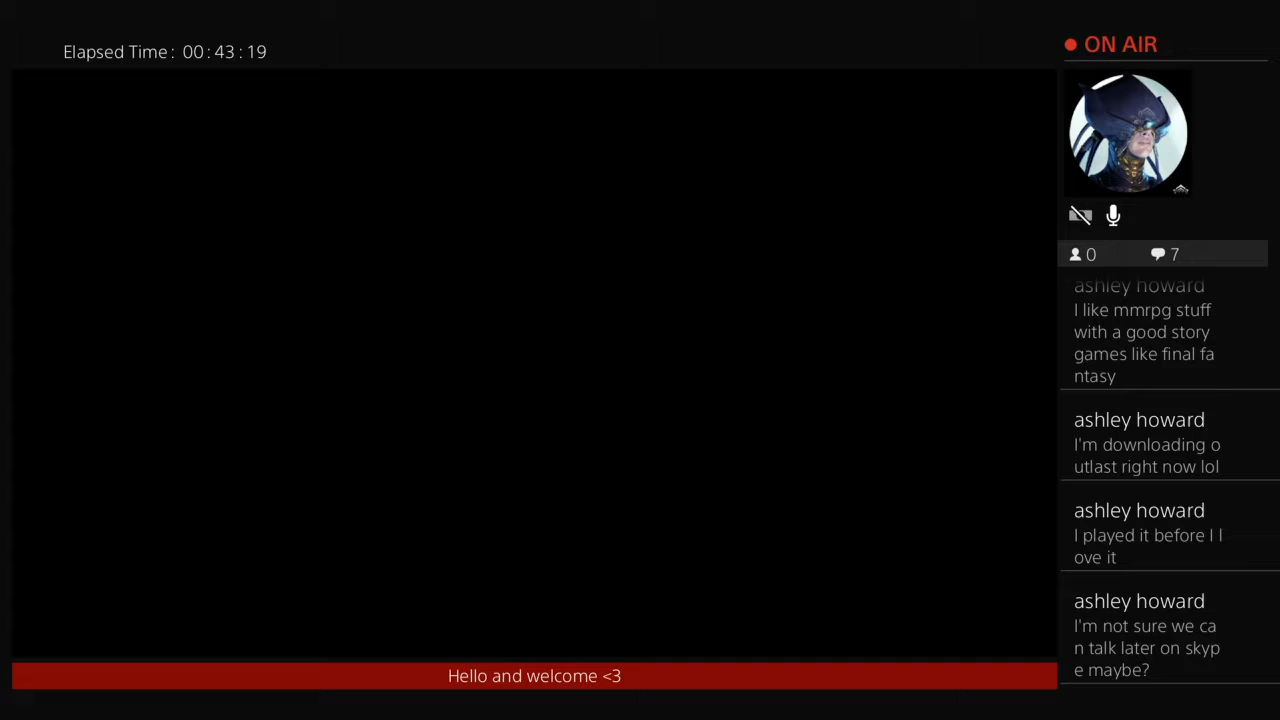 Elapsed Time: 00:43:19
ON AIR
0 7
ashley howard
I like mmrpg stuff
with a good story
games like final fa
ntasy
ashley howard
I'm downloading o
utlast right now lol
ashley howard
I played it before I l
ove it
ashley howard
I'm not sure we ca
n talk later on skyp
e maybe?
Hello and welcome <3